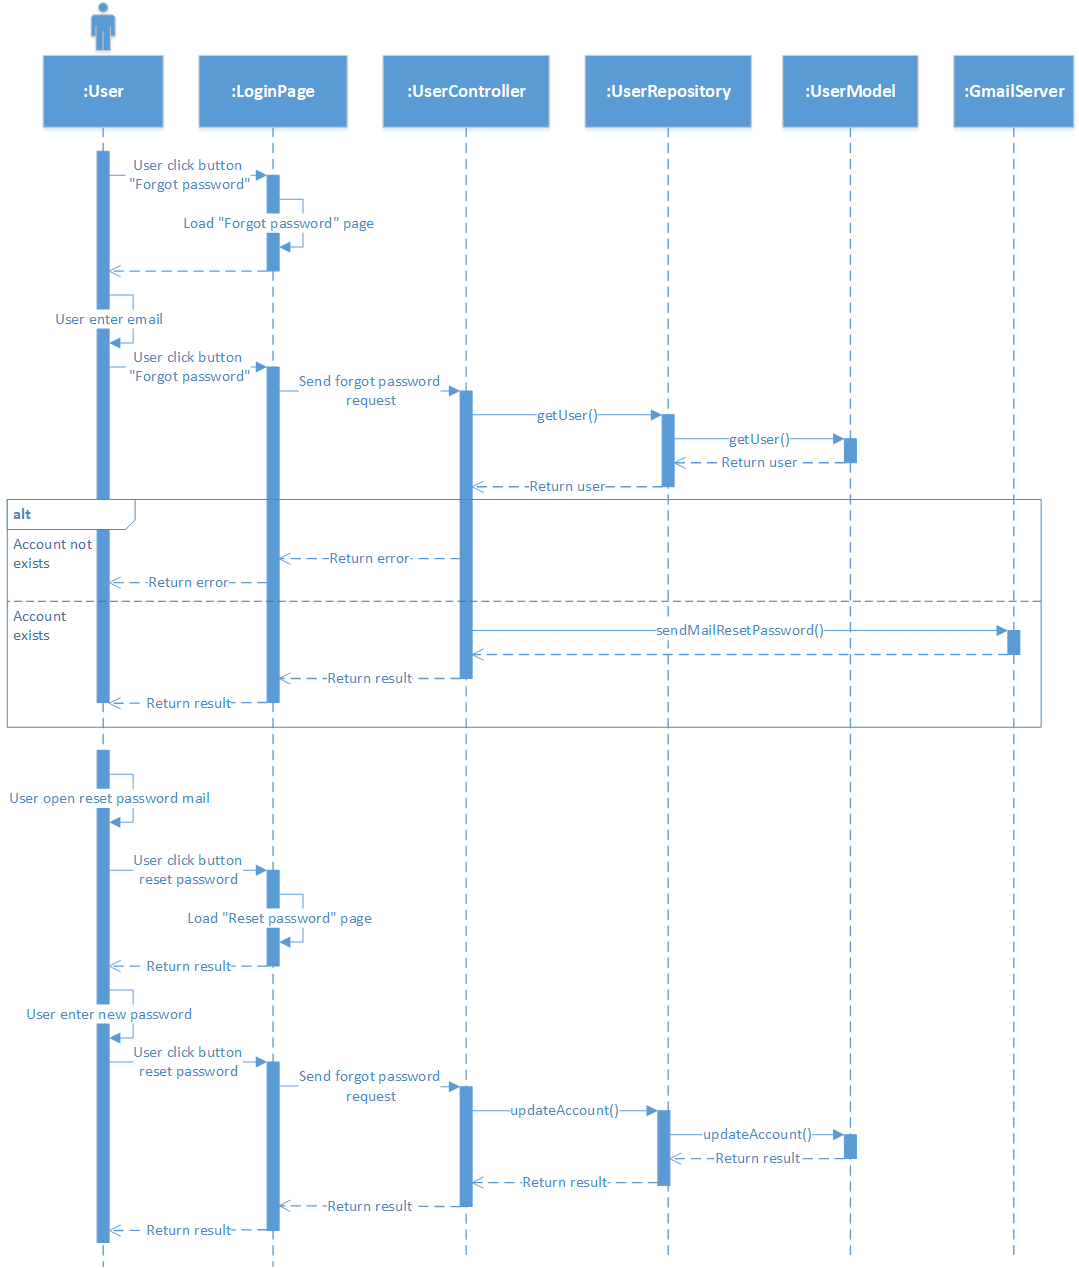 :User
:LoginPage
:UserController
:UserRepository
:UserModel
:GmailServer
User click button
"Forgot password"
Load "Forgot password" page
User enter email
User click button
"Forgot password"
Send forgot password
request
getUser()
getUser()
Return user
Return user
alt
Account not
exists
Return error
Return error
Account
exists
sendMailResetPassword()
Return result
Return result
User open reset password mail
User click button
reset password
Load "Reset password" page
Return result
User enter new password
User click button
reset password
Send forgot password
request
updateAccount()
updateAccount()
Return result
Return result
Return result
Return result